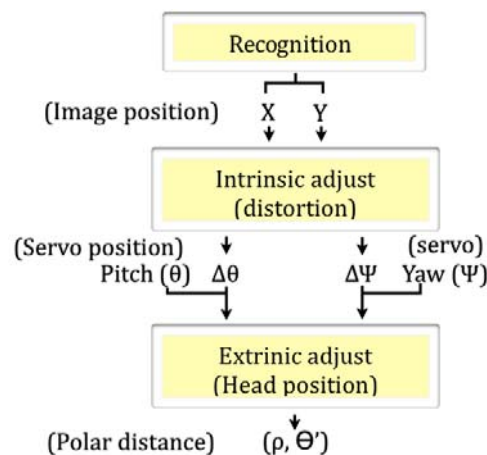 Recognition
(Image position) X Y
Intrinsic adjust
(distortion)
(Servo position) (servo)
Pitch (θ) Δθ ΔΨ Yaw (Ψ)
Extrinic adjust
(Head position)
(Polar distance) (ρ, Θ’)